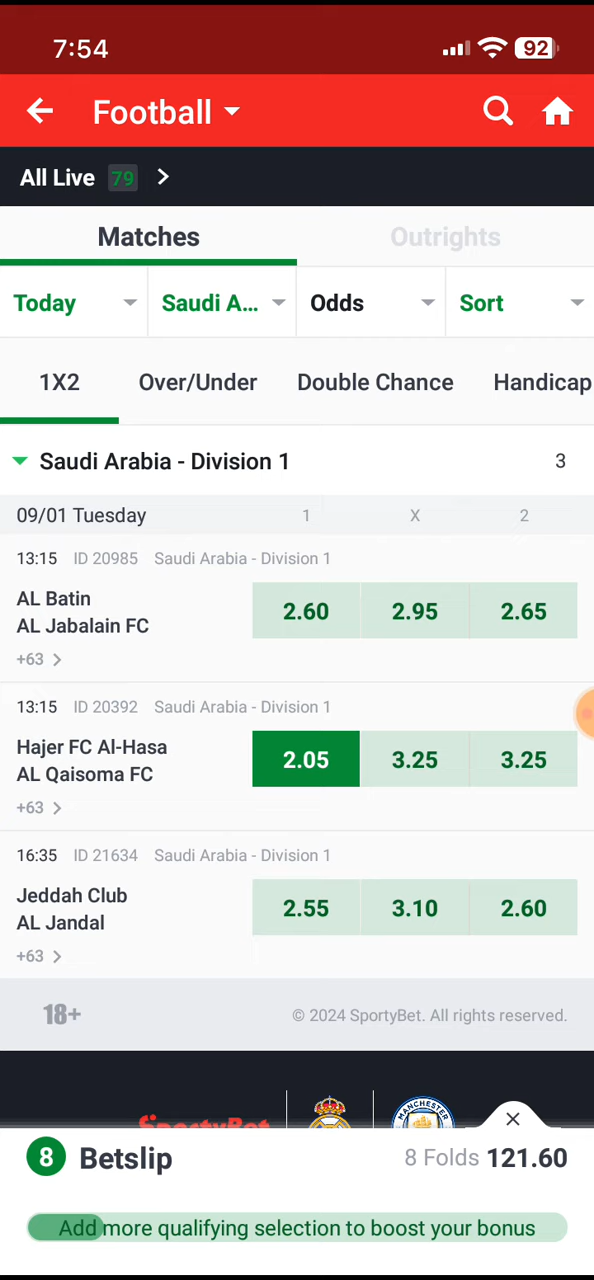 7:54 92
Football
All Live 79
Matches Outrights
Today Saudi A... Odds Sort
1X2 Over/Under Double Chance Handicap
Saudi Arabia - Division 1 3
09/01 Tuesday 1 X 2
13:15 ID 20985 Saudi Arabia - Division 1
AL Batin
AL Jabalain FC
2.60 2.95 2.65
+63
13:15 ID 20392 Saudi Arabia - Division 1
Hajer FC Al-Hasa
AL Qaisoma FC
2.05 3.25 3.25
+63
16:35 ID 21634 Saudi Arabia - Division 1
Jeddah Club
AL Jandal
2.55 3.10 2.60
+63
18+ © 2024 SportyBet. All rights reserved.
SportyBet MANCHESTER
8 Betslip 8 Folds 121.60
Add more qualifying selection to boost your bonus